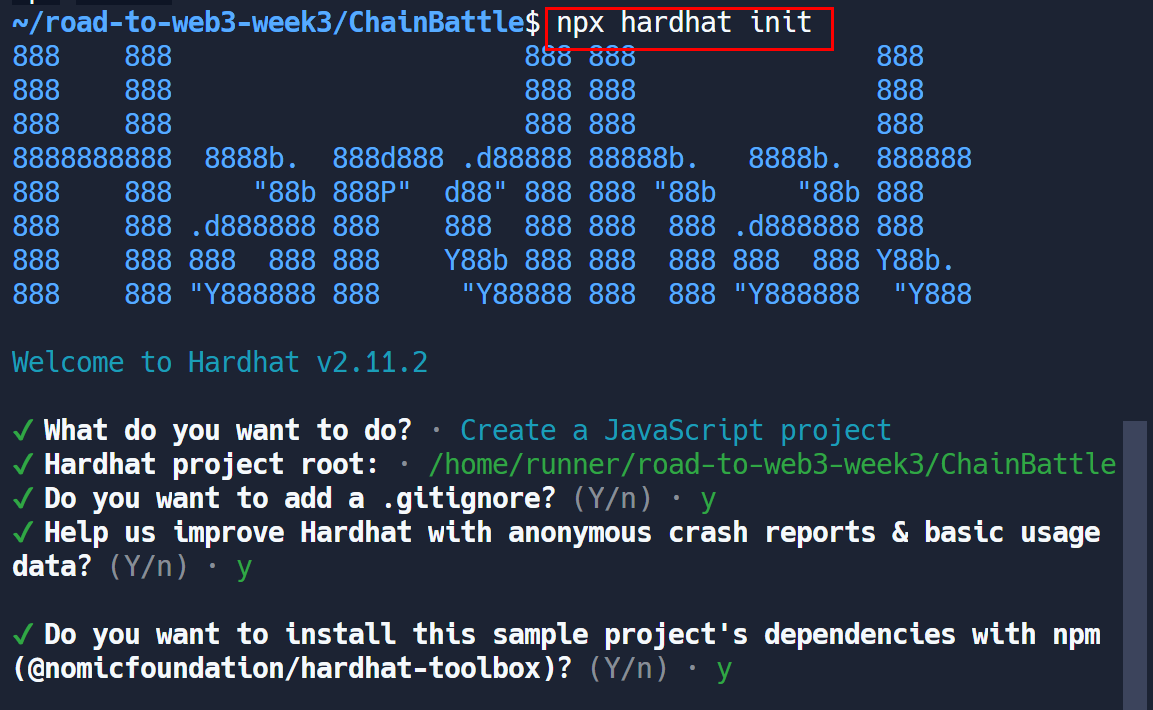 ~/road-to-web3-week3/ChainBattle$ npx hardhat init
888    888                      888 888               888
888    888                      888 888               888
888    888                      888 888               888
8888888888  8888b.  888d888 .d88888 88888b.   8888b.  888888
888    888     "88b 888P"  d88" 888 888 "88b     "88b 888
888    888 .d888888 888    888  888 888  888 .d888888 888
888    888 888  888 888    Y88b 888 888  888 888  888 Y88b.
888    888 "Y888888 888     "Y88888 888  888 "Y888888  "Y888
Welcome to Hardhat v2.11.2
✔ What do you want to do? · Create a JavaScript project
✔ Hardhat project root: · /home/runner/road-to-web3-week3/ChainBattle
✔ Do you want to add a .gitignore? (Y/n) · y
✔ Help us improve Hardhat with anonymous crash reports & basic usage
data? (Y/n) · y
✔ Do you want to install this sample project's dependencies with npm
(@nomicfoundation/hardhat-toolbox)? (Y/n) · y